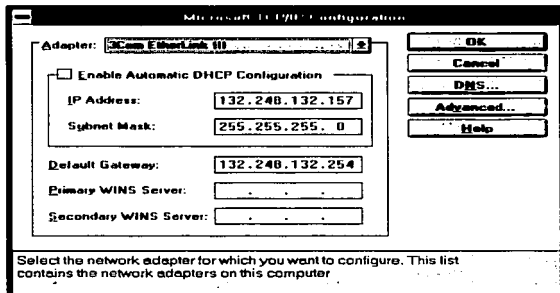 Microsoft TCP/IP Configuration
Adapter: 3Com EtherLink III
Enable Automatic DHCP Configuration
IP Address: 132.248.132.157
Subnet Mask: 255.255.255. 0
Default Gateway: 132.248.132.254
Primary WINS Server: . . .
Secondary WINS Server: . . .
OK
Cancel
DNS...
Advanced...
Help
Select the network adapter for which you want to configure. This list
contains the network adapters on this computer